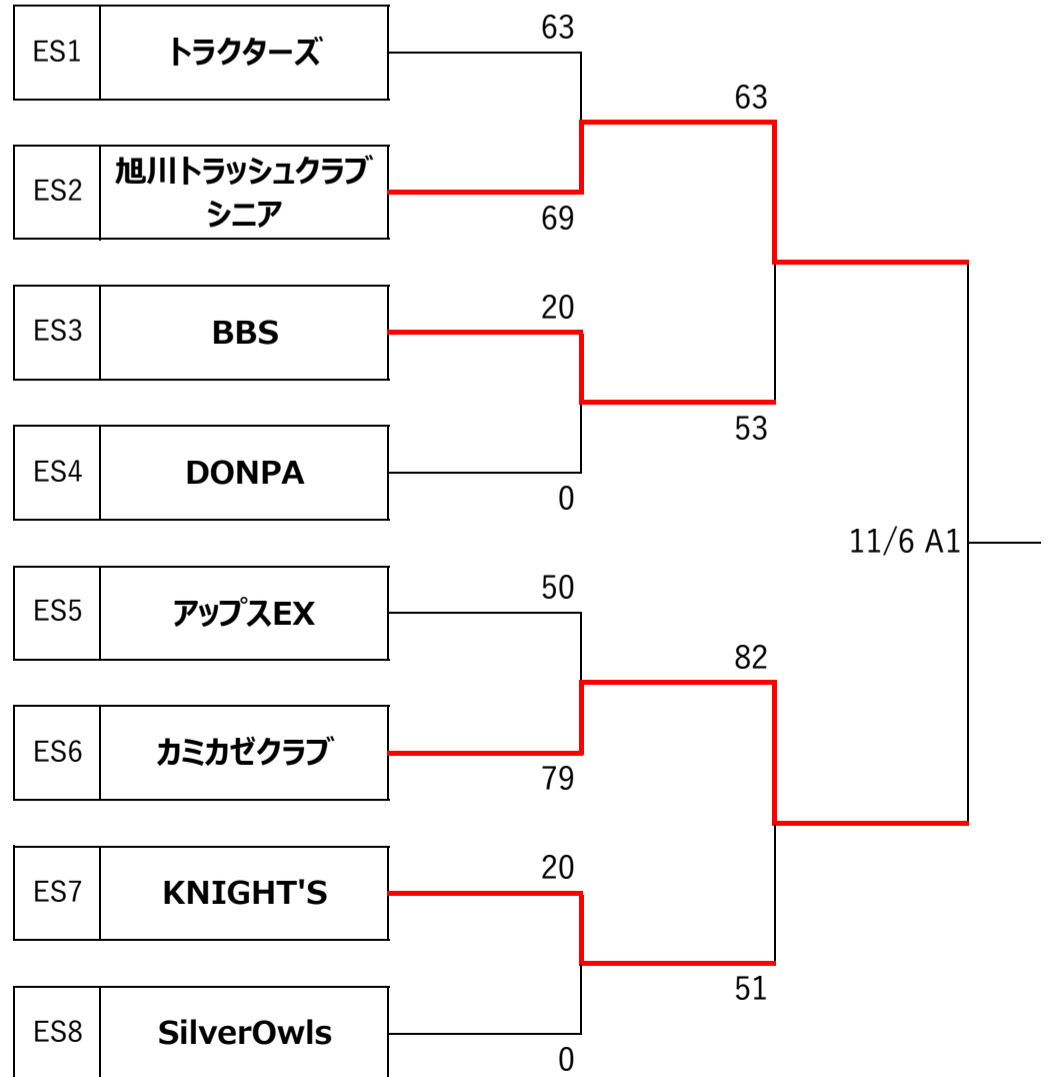 ES1 トラクターズ 63
63
ES2 旭川トラッシュクラブ
シニア
69
ES3 BBS 20
53
ES4 DONPA
0
11/6 A1
ES5 アップスEX 50
82
ES6 カミカゼクラブ
79
ES7 KNIGHT'S 20
51
ES8 SilverOwls
0